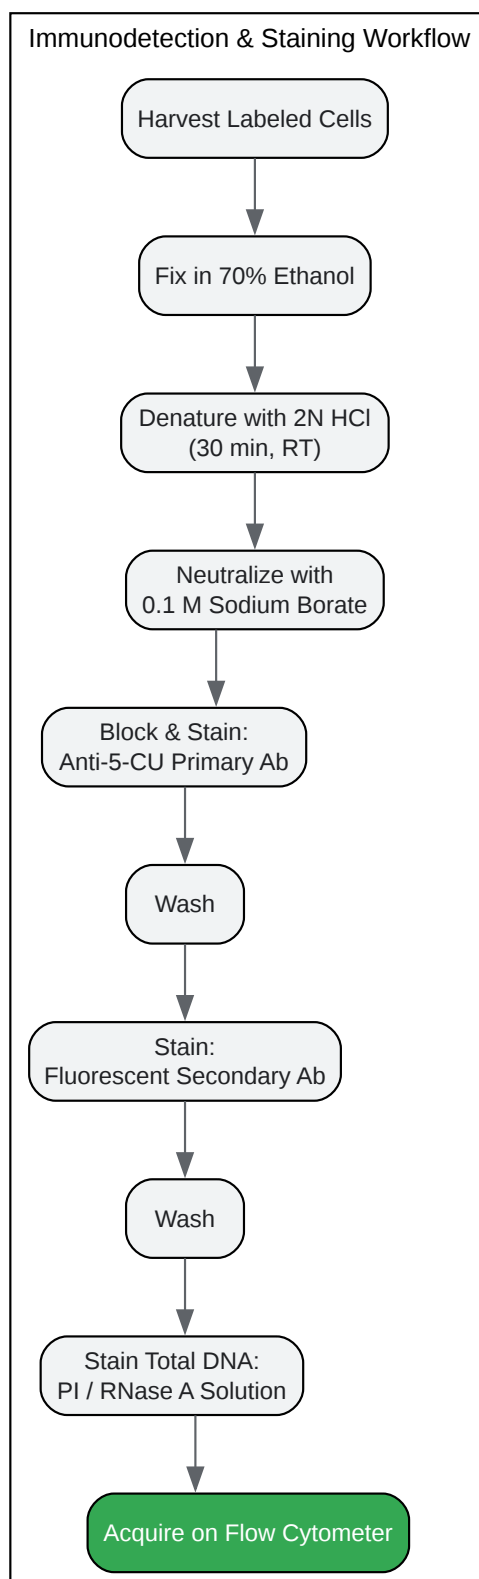 Immunodetection & Staining Workflow
Harvest Labeled Cells
Fix in 70% Ethanol
Denature with 2N HCl
(30 min, RT)
Neutralize with
0.1 M Sodium Borate
Block & Stain:
Anti-5-CU Primary Ab
Wash
Stain:
Fluorescent Secondary Ab
Wash
Stain Total DNA:
PI / RNase A Solution
Acquire on Flow Cytometer